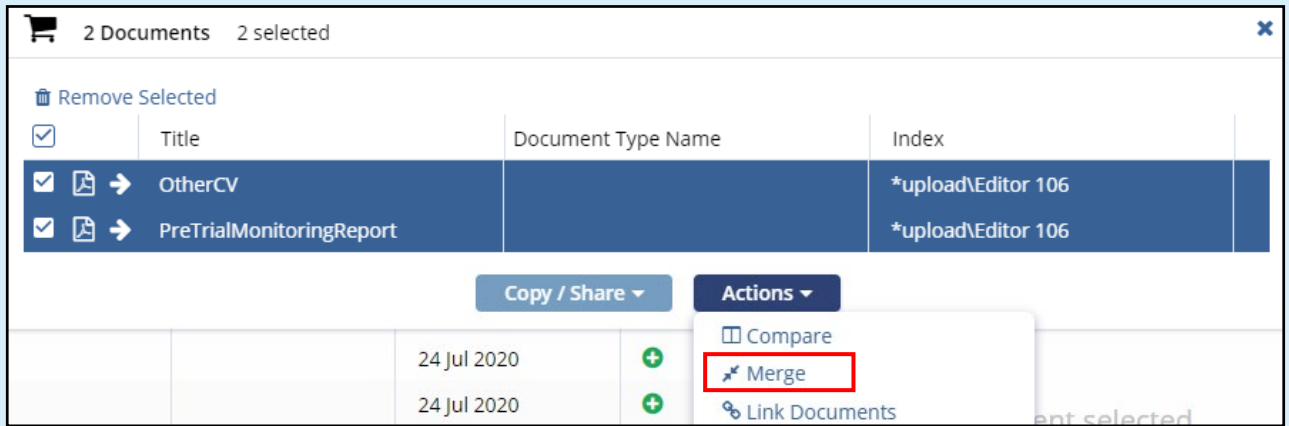 2 Documents 2 selected
Remove Selected
Title Document Type Name Index
OtherCV *upload\Editor 106
PreTrialMonitoringReport *upload\Editor 106
Copy / Share Actions
Compare
24 Jul 2020
Merge
24 Jul 2020
Link Documents
selected